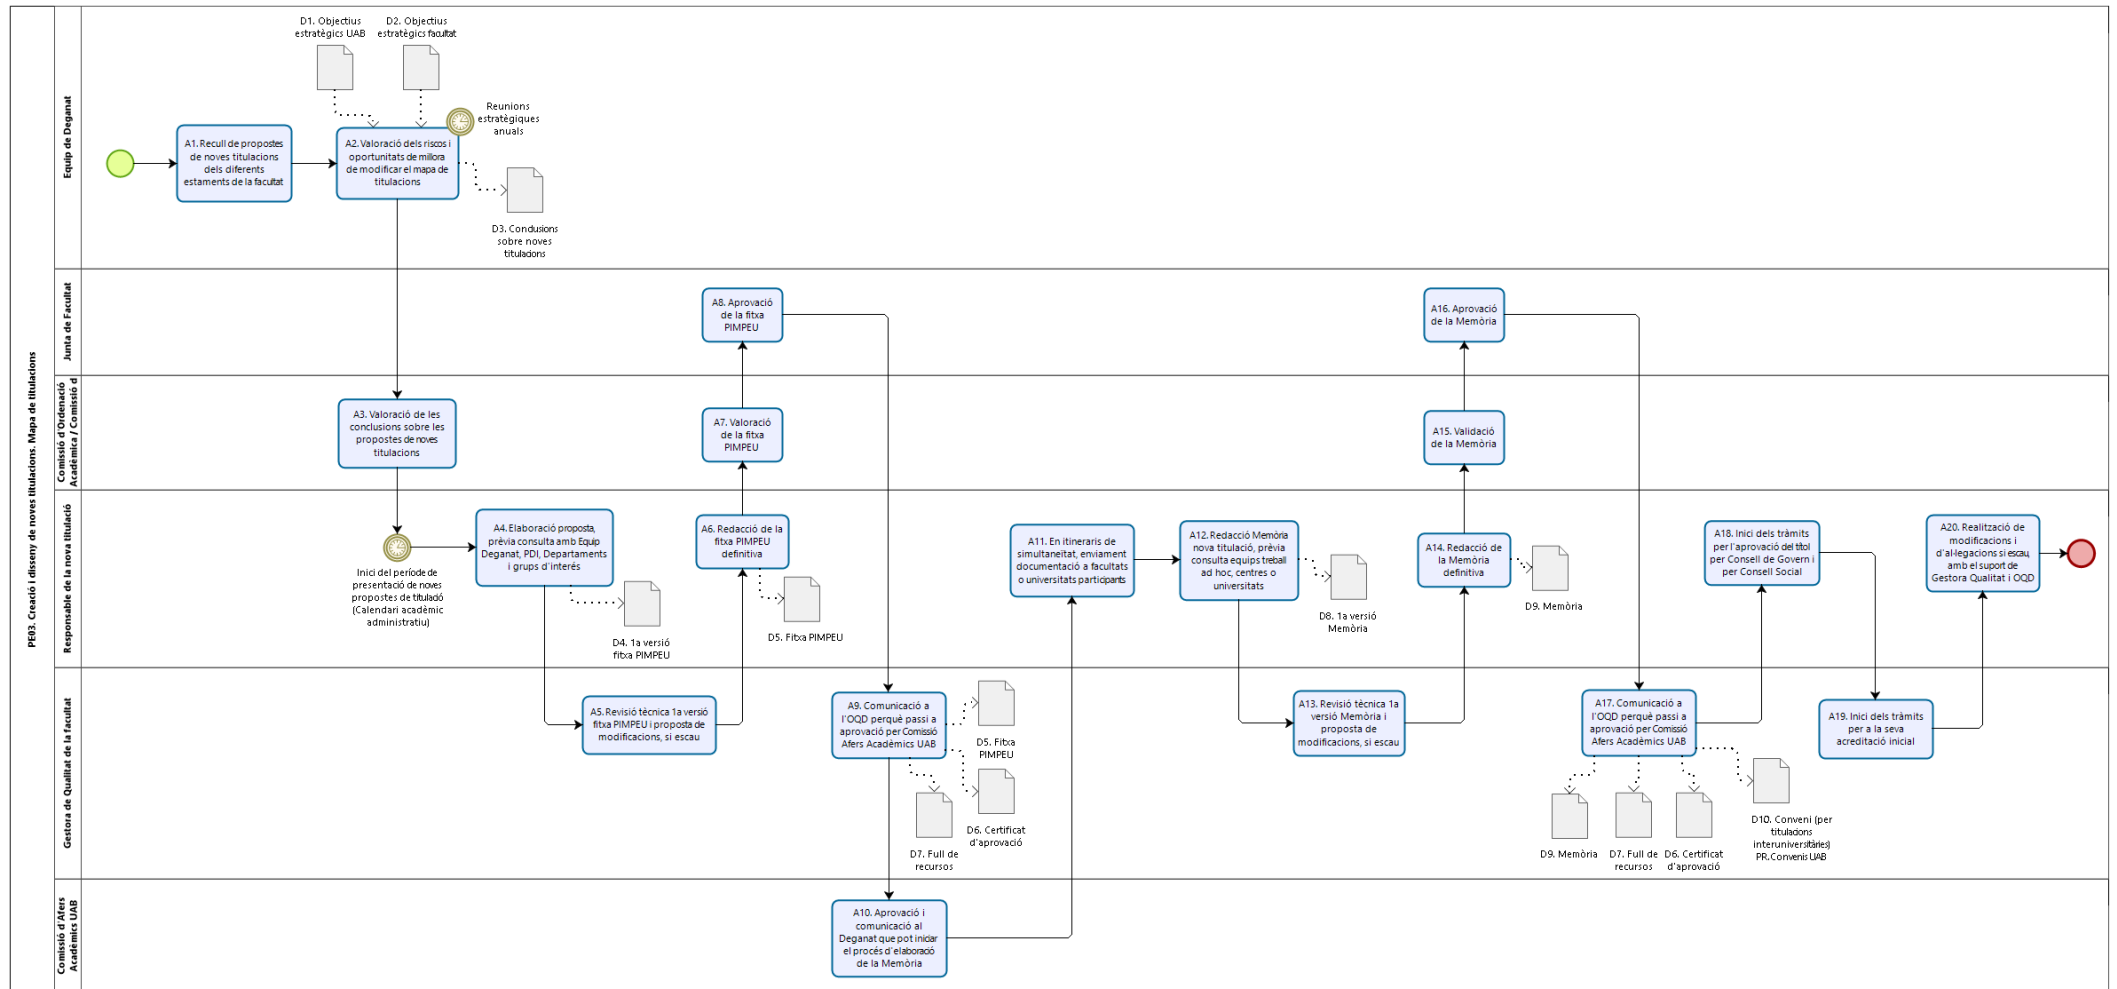 PE03. Creació i disseny de noves titulacions. Mapa de titulacions
Equip de Deganat
D1. Objectius
estratègics UAB
D2. Objectius
estratègics facultat
A1. Recull de propostes
de noves titulacions
dels diferents
estaments de la facultat
A2. Valoració dels riscos i
oportunitats de millora
de modificar el mapa de
titulacions
Reunions
estratègiques
anuals
D3. Conclusions
sobre noves
titulacions
Junta de Facultat
A8. Aprovació
de la fitxa
PIMPEU
A16. Aprovació
de la Memòria
Comissió d'Ordenació
Acadèmica / Comissió d
A3. Valoració de les
conclusions sobre les
propostes de noves
titulacions
A7. Valoració
de la fitxa
PIMPEU
A15. Validació
de la Memòria
Responsable de la nova titulació
Inici del període de
presentació de noves
propostes de titulació
(Calendari acadèmic
administratiu)
A4. Elaboració proposta,
prèvia consulta amb Equip
Deganat, PDI, Departaments
i grups d'interés
D4. 1a versió
fitxa PIMPEU
A6. Redacció de la
fitxa PIMPEU
definitiva
D5. Fitxa PIMPEU
A11. En itineraris de
simultaneïtat, enviament
documentació a facultats
o universitats participants
A12. Redacció Memòria
nova titulació, prèvia
consulta equips treball
ad hoc, centres o
universitats
D8. 1a versió
Memòria
A14. Redacció de
la Memòria
definitiva
D9. Memòria
A18. Inici dels tràmits
per l'aprovació del títol
per Consell de Govern i
per Consell Social
A20. Realització de
modificacions i
d'al·legacions si escau,
amb el suport de
Gestora Qualitat i OQD
Gestora de Qualitat de la facultat
A5. Revisió tècnica 1a versió
fitxa PIMPEU i proposta de
modificacions, si escau
A9. Comunicació a
l'OQD perquè passi a
aprovació per Comissió
Afers Acadèmics UAB
D5. Fitxa
PIMPEU
D6. Certificat
d'aprovació
D7. Full de
recursos
A13. Revisió tècnica 1a
versió Memòria i
proposta de
modificacions, si escau
A17. Comunicació a
l'OQD perquè passi a
aprovació per Comissió
Afers Acadèmics UAB
D9. Memòria
D7. Full de
recursos
D6. Certificat
d'aprovació
D10. Conveni (per
titulacions
interuniversitàries)
PR.Convenis UAB
A19. Inici dels tràmits
per a la seva
acreditació inicial
Comissió d'Afers
Acadèmics UAB
A10. Aprovació i
comunicació al
Deganat que pot iniciar
el procés d'elaboració
de la Memòria